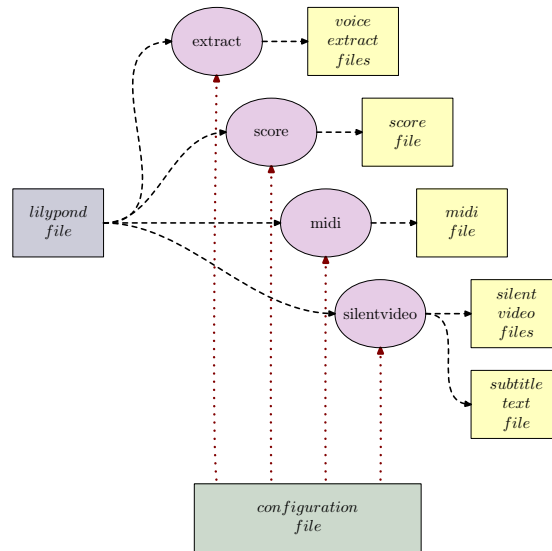 extract
voice
extract
files
score
score
file
lilypond
file
midi
midi
file
silentvideo
silent
video
files
subtitle
text
file
configuration
file